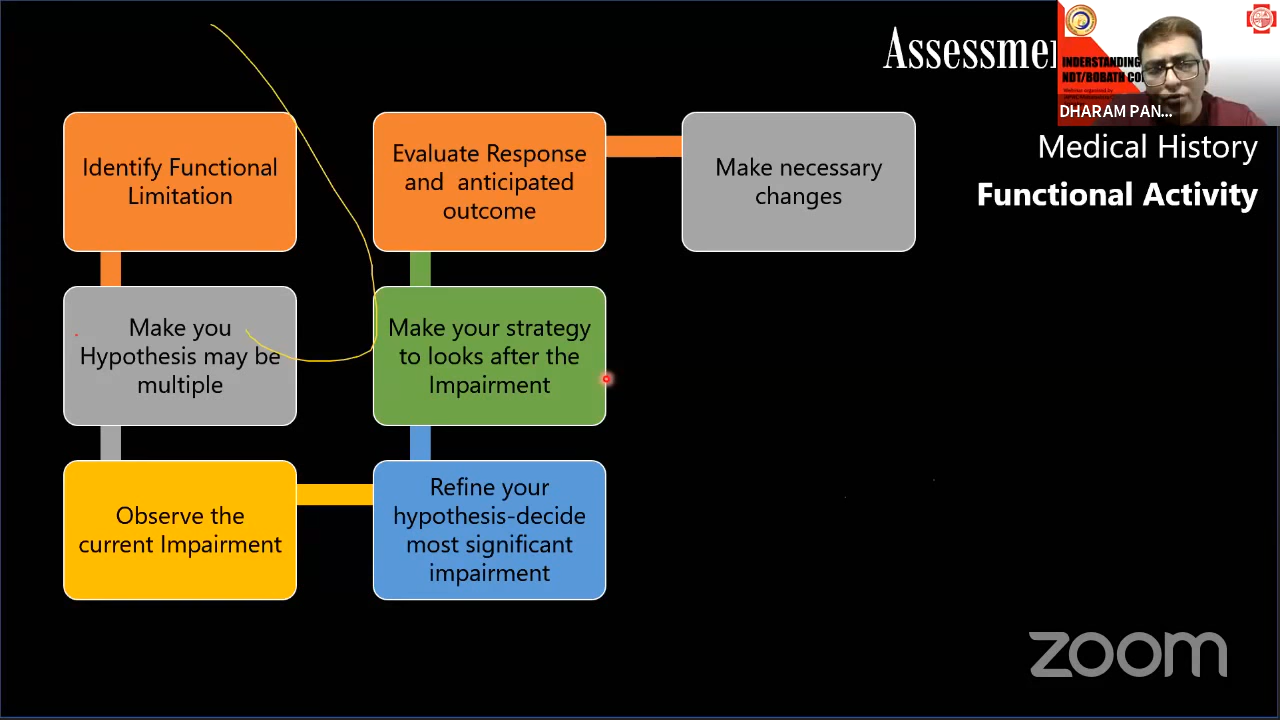 Assessme
INDERSTANDING
NDT/BOBATH CO
DHARAM PAN...
Medical History
Functional Activity
Identify Functional
Limitation
Make you
Hypothesis may be
multiple
Observe the
current Impairment
Refine your
hypothesis-decide
most significant
impairment
Make your strategy
to looks after the
Impairment
Evaluate Response
and anticipated
outcome
Make necessary
changes
zoom